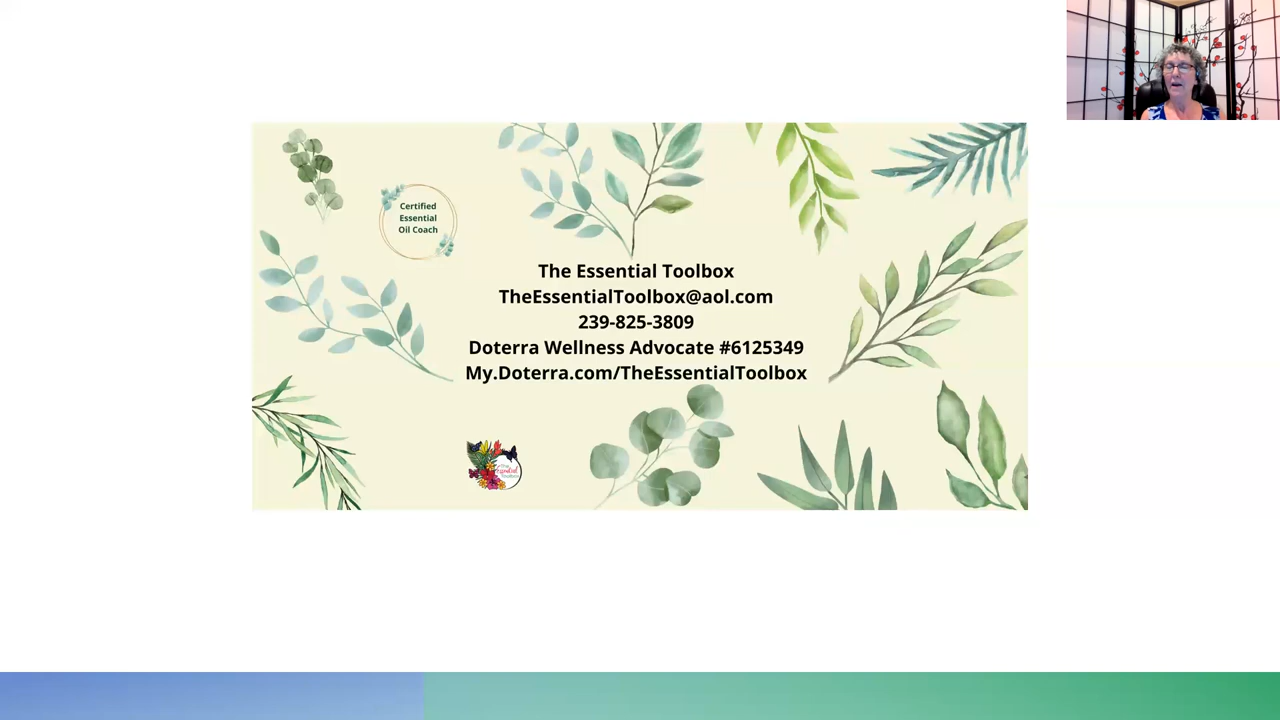 Certified
Essential
Oil Coach
The Essential Toolbox
TheEssentialToolbox@aol.com
239-825-3809
Doterra Wellness Advocate #6125349
My.Doterra.com/TheEssentialToolbox